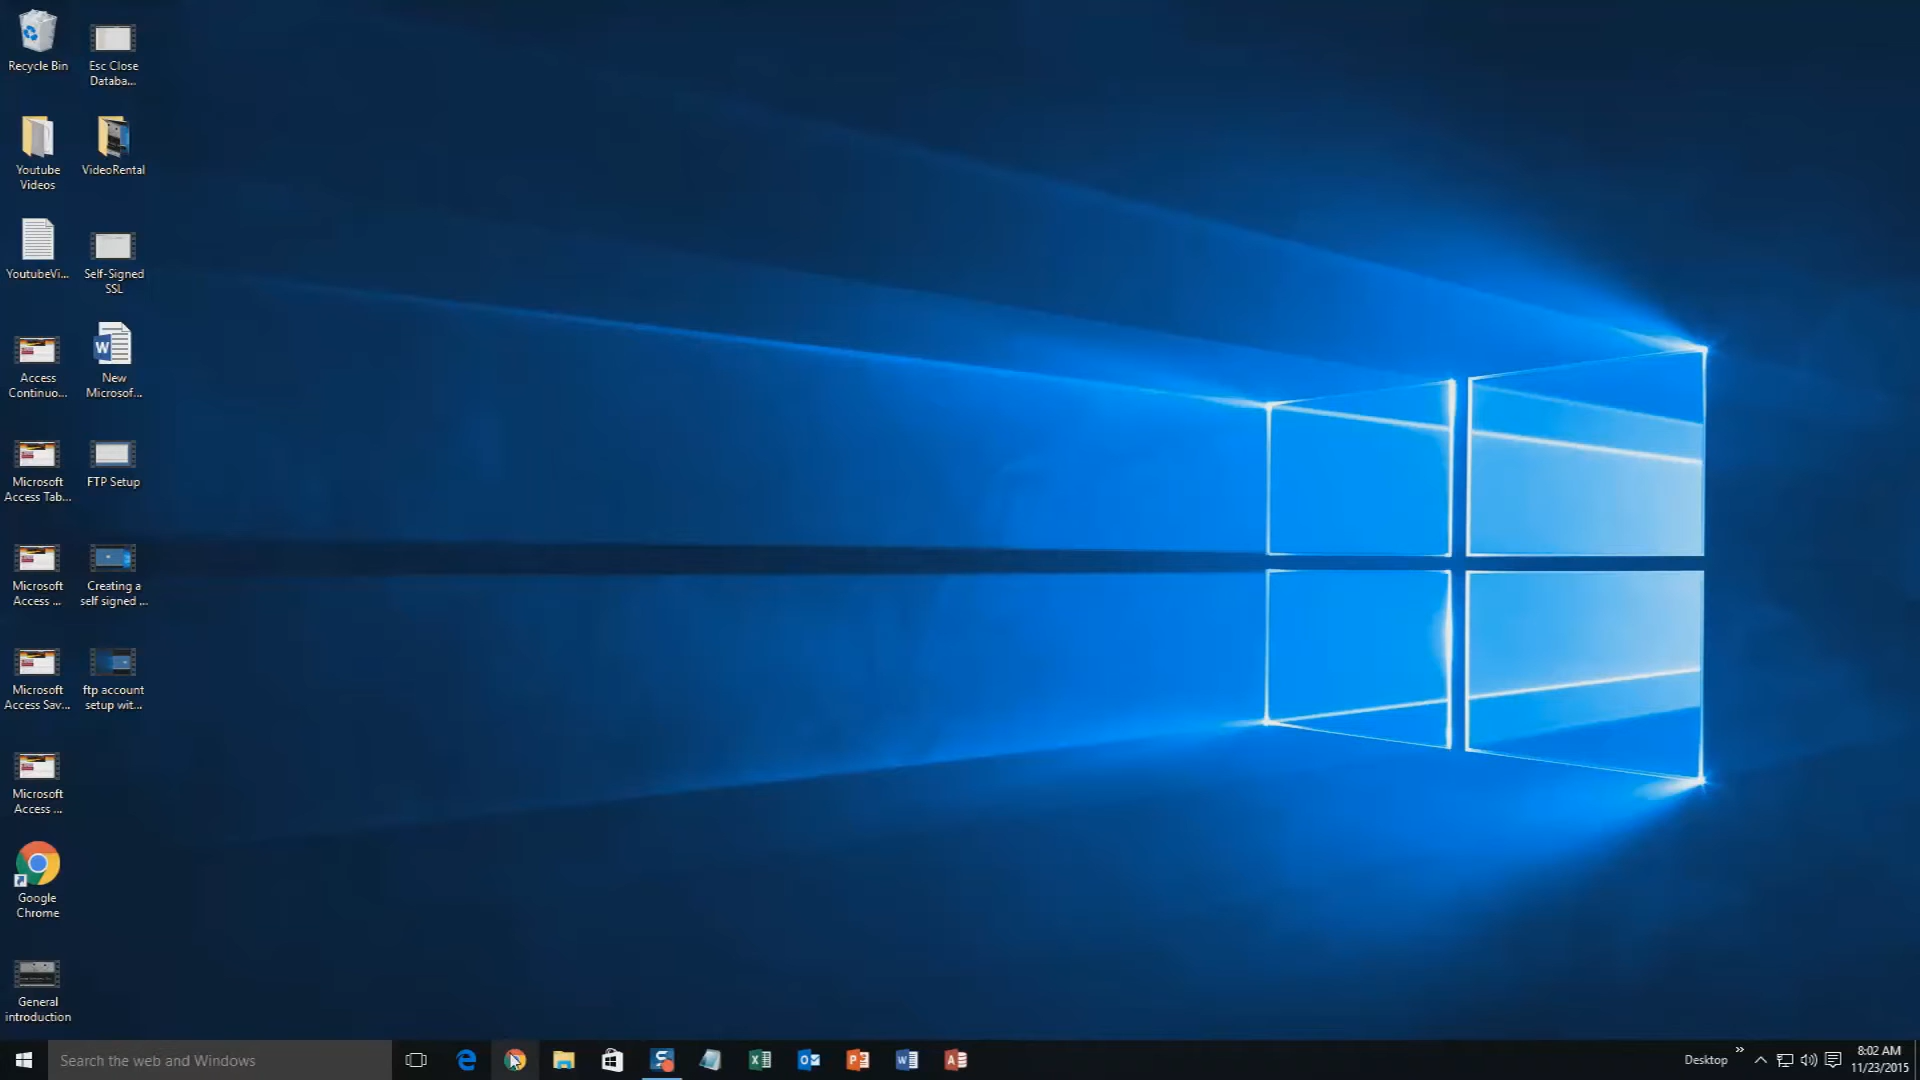 Recycle Bin
Esc Close
Databa...
Youtube
Videos
VideoRental
YoutubeVi...
Self-Signed
SSL
Access
Continuo...
New
Microsof...
Microsoft
Access Tab...
FTP Setup
Microsoft
Access ...
Creating a
self signed ...
Microsoft
Access Sav...
ftp account
setup wit...
Microsoft
Access ...
Google
Chrome
General
introduction
Search the web and Windows
Desktop
8:02 AM
11/23/2015